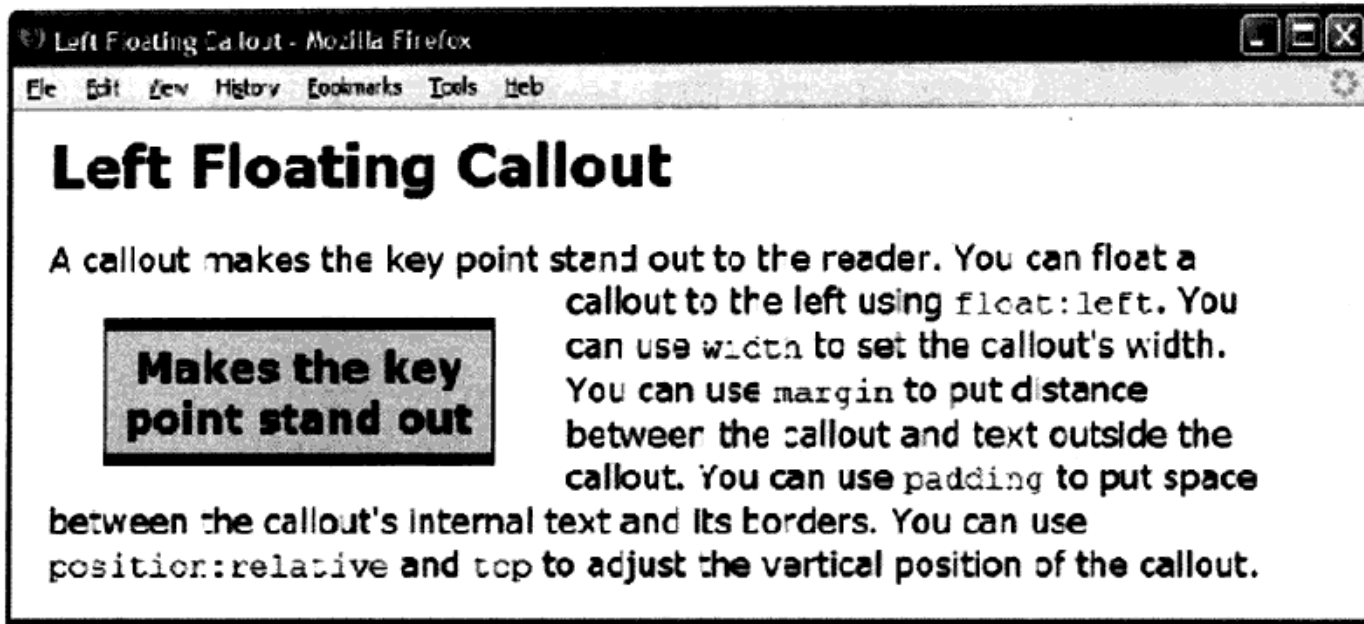 Left Floating Callout - Mozilla Firefox
File Edit View History Bookmarks Tools Help
Left Floating Callout
A callout makes the key point stand out to the reader. You can float a
callout to the left using float:left. You
can use width to set the callout's width.
You can use margin to put distance
between the callout and text outside the
callout. You can use padding to put space
Makes the key
point stand out
between the callout's internal text and its borders. You can use
position:relative and top to adjust the vertical position of the callout.